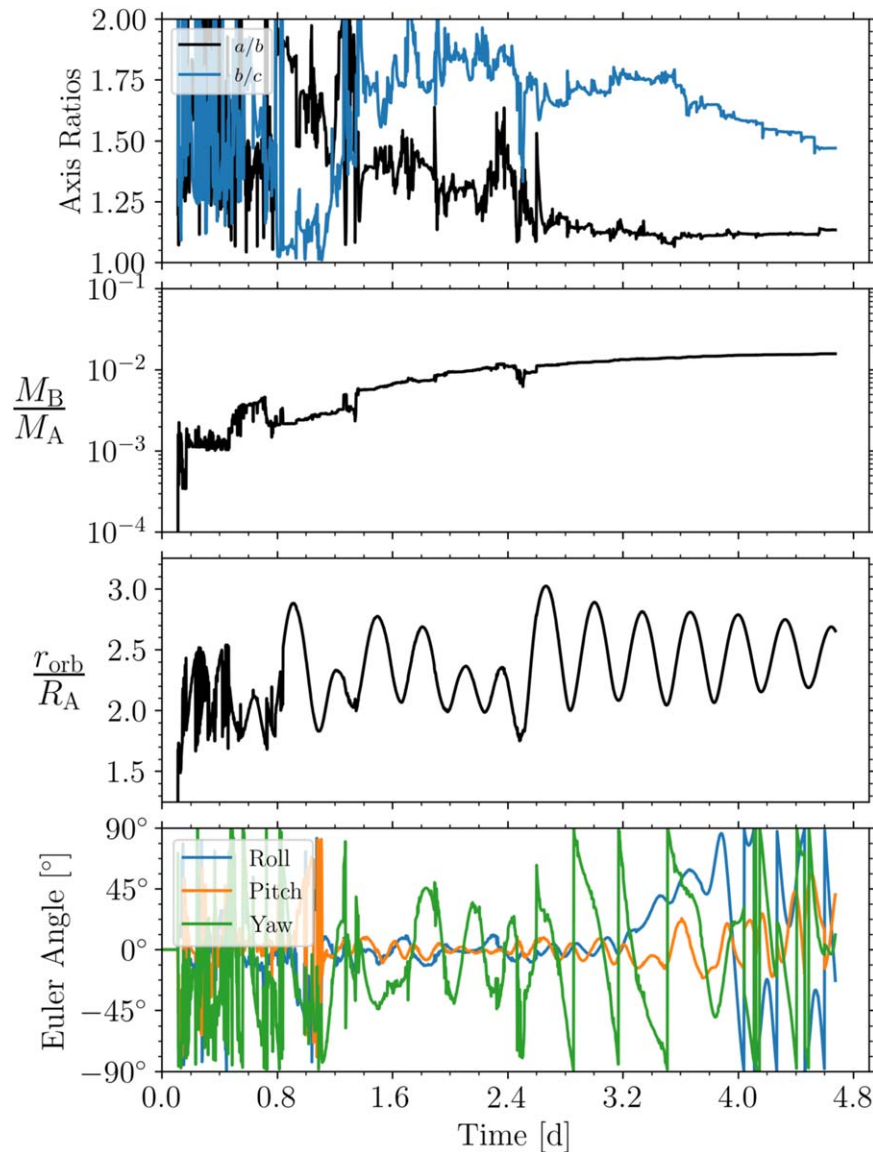 2.00
1.75
1.50
1.25
1.00
Axis Ratios
a/b
b/c
10⁻¹
10⁻²
10⁻³
10⁻⁴
M_B
M_A
3.0
2.5
2.0
1.5
r_orb
R_A
90°
45°
0°
−45°
−90°
Euler Angle [°]
Roll
Pitch
Yaw
0.0 0.8 1.6 2.4 3.2 4.0 4.8
Time [d]